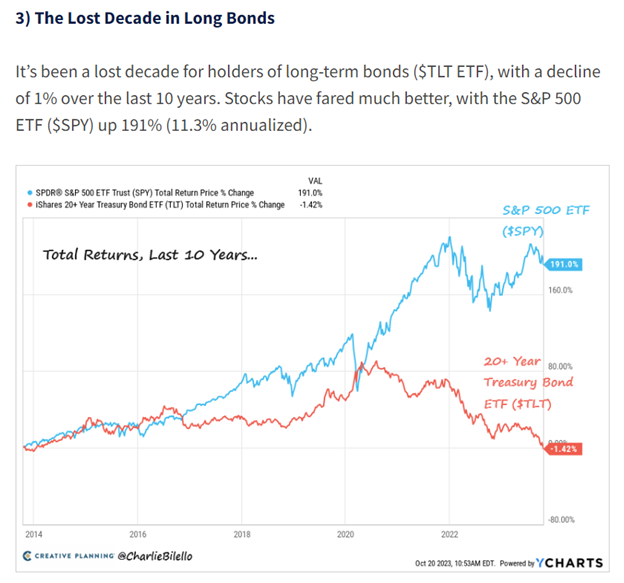 3) The Lost Decade in Long Bonds
It’s been a lost decade for holders of long-term bonds ($TLT ETF), with a decline
of 1% over the last 10 years. Stocks have fared much better, with the S&P 500
ETF ($SPY) up 191% (11.3% annualized).
VAL
SPDR® S&P 500 ETF Trust (SPY) Total Return Price % Change 191.0%
iShares 20+ Year Treasury Bond ETF (TLT) Total Return Price % Change -1.42%
S&P 500 ETF
($SPY)
Total Returns, Last 10 Years...
191.0%
160.0%
20+ Year
80.00%
Treasury Bond
ETF ($TLT)
-1.42%
-80.00%
2014 2016 2018 2020 2022
CREATIVE PLANNING @CharlieBilello
Oct 20 2023, 10:53AM EDT. Powered by YCHARTS